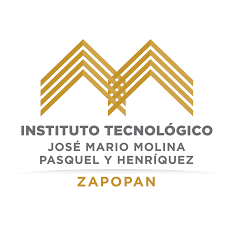 INSTITUTO TECNOLÓGICO
JOSÉ MARIO MOLINA
PASQUEL Y HENRÍQUEZ
ZAPOPAN